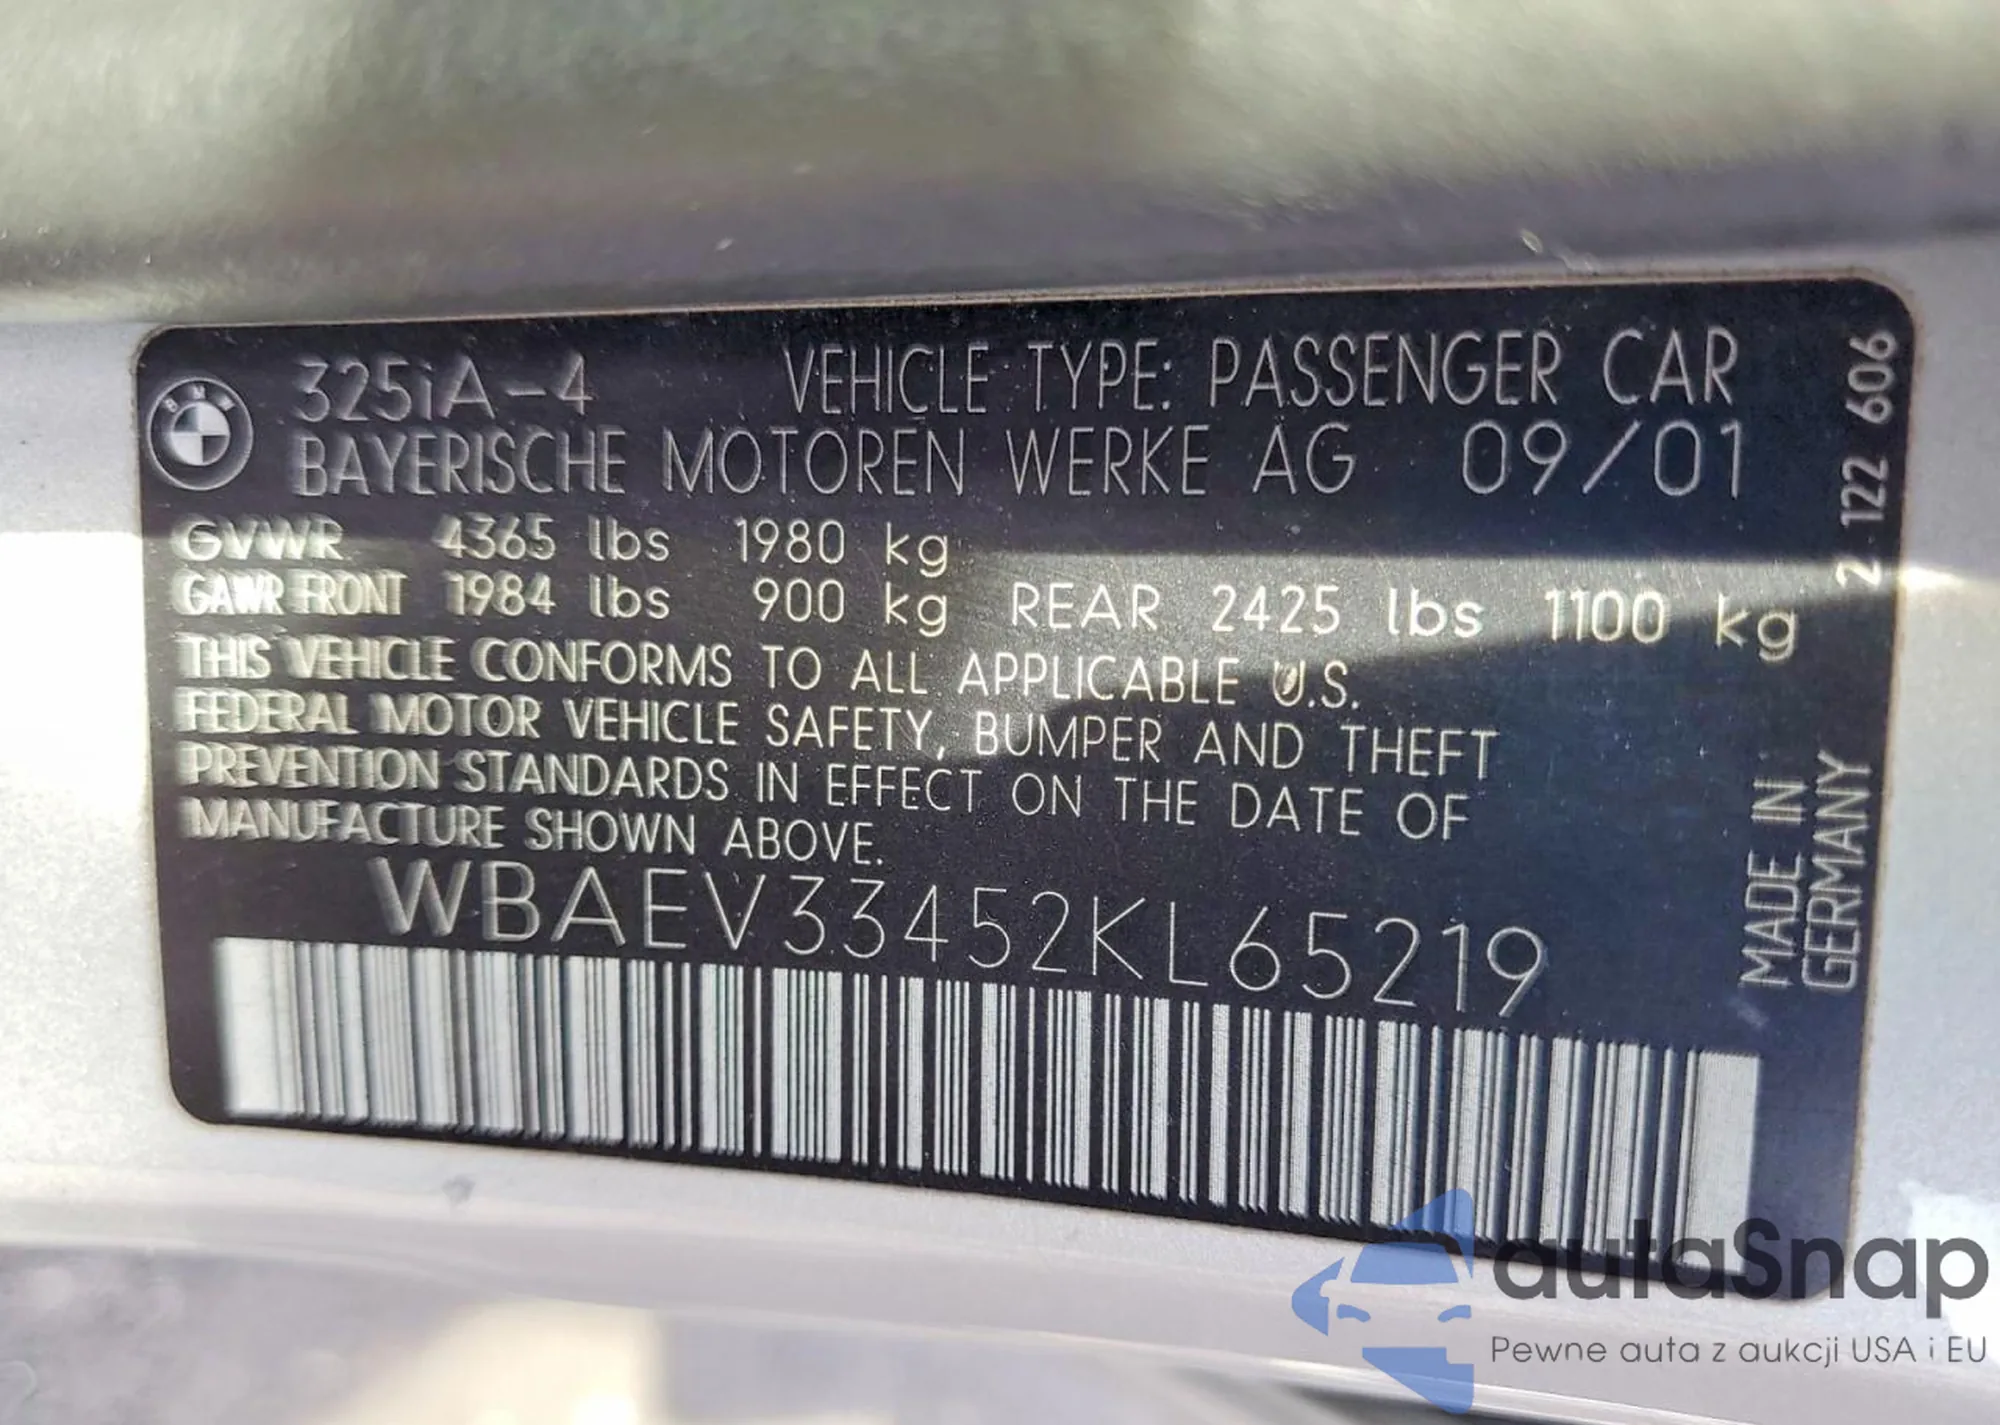 BMW
325iA-4 VEHICLE TYPE: PASSENGER CAR
BAYERISCHE MOTOREN WERKE AG 09/01
GVWR 4365 lbs 1980 kg
GAWR FRONT 1984 lbs 900 kg REAR 2425 lbs 1100 kg
THIS VEHICLE CONFORMS TO ALL APPLICABLE U.S.
FEDERAL MOTOR VEHICLE SAFETY, BUMPER AND THEFT
PREVENTION STANDARDS IN EFFECT ON THE DATE OF
MANUFACTURE SHOWN ABOVE.
WBAEV33452KL65219
MADE IN
GERMANY
2 122 606
autaSnap
Pewne auta z aukcji USA i EU